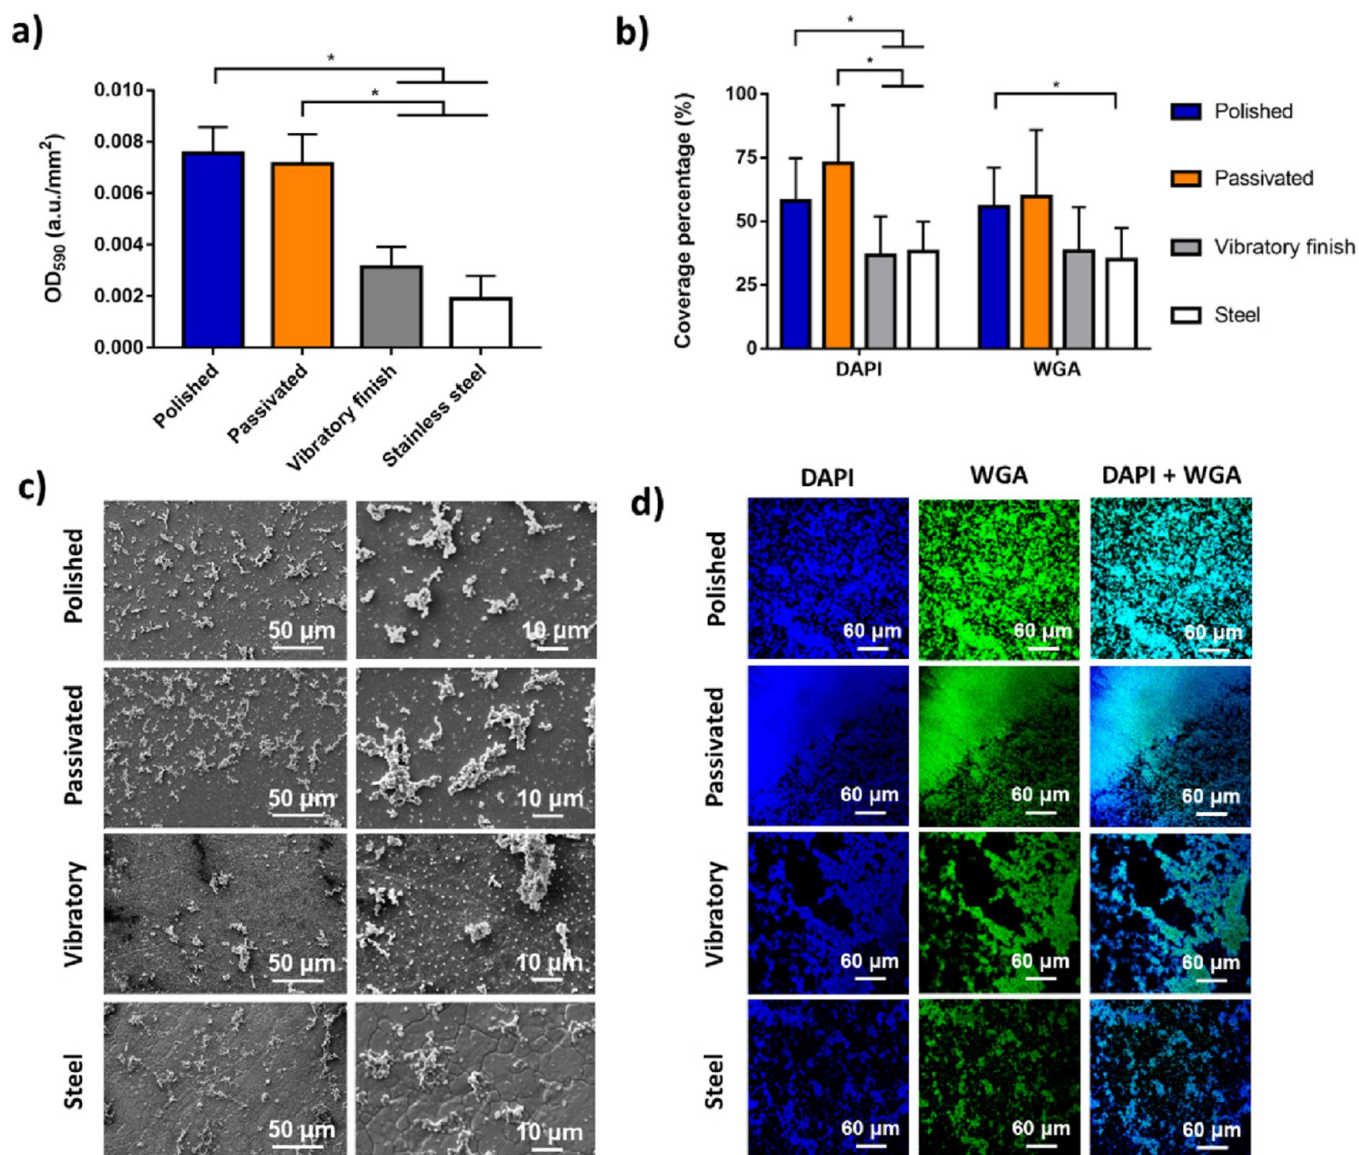 a)
*
*
0.010
0.008
0.006
0.004
0.002
0.000
OD590 (a.u./mm2)
Polished
Passivated
Vibratory finish
Stainless steel
b)
*
*
*
100
75
50
25
0
Coverage percentage (%)
DAPI
WGA
Polished
Passivated
Vibratory finish
Steel
c)
Polished
50 µm
10 µm
Passivated
50 µm
10 µm
Vibratory
50 µm
10 µm
Steel
50 µm
10 µm
d)
DAPI
WGA
DAPI + WGA
Polished
60 µm
60 µm
60 µm
Passivated
60 µm
60 µm
60 µm
Vibratory
60 µm
60 µm
60 µm
Steel
60 µm
60 µm
60 µm